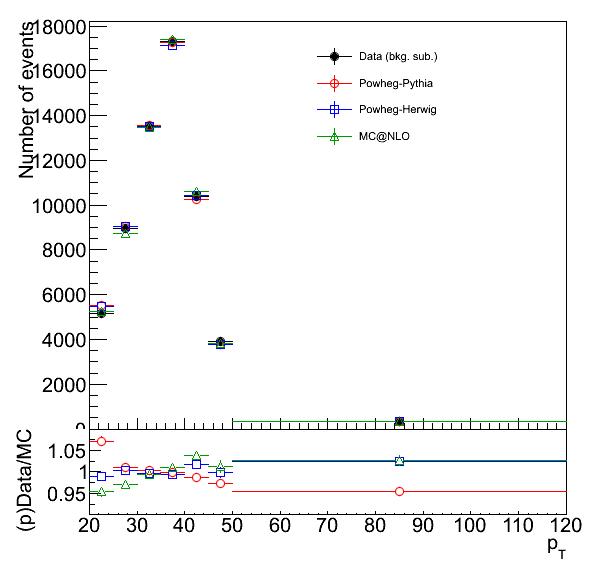 Number of events
18000
16000
14000
12000
10000
8000
6000
4000
2000
0
Data (bkg. sub.)
Powheg-Pythia
Powheg-Herwig
MC@NLO
(p)Data/MC
1.05
1
0.95
20 30 40 50 60 70 80 90 100 110 120
p_T